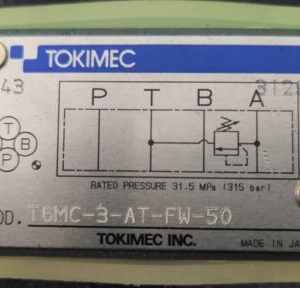 TOKIMEC
43
P T B A
T
B
P
RATED PRESSURE 31.5 MPa (315 bar)
OD. TGMC-3-AT-FW-50
TOKIMEC INC.
MADE IN JA